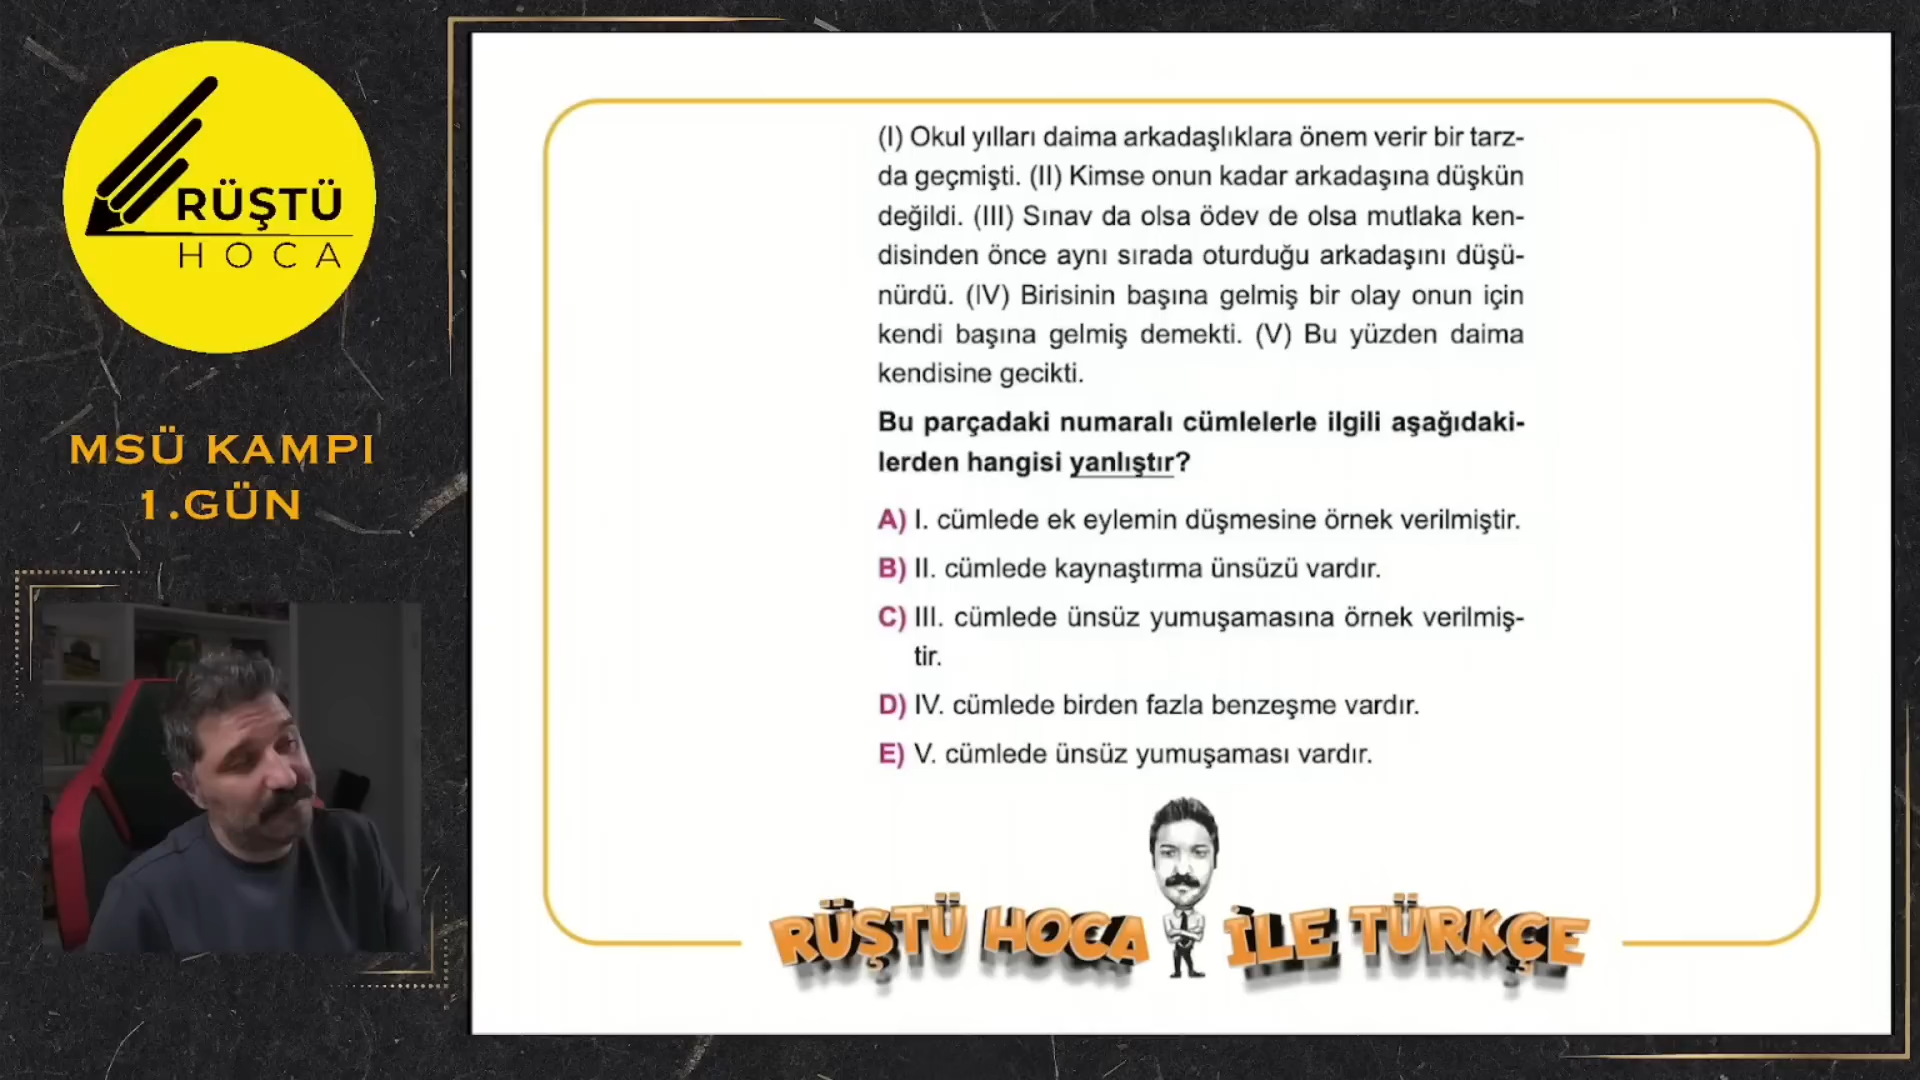 RÜŞTÜ
HOCA
MSÜ KAMPI
1.GÜN
(I) Okul yılları daima arkadaşlıklara önem verir bir tarz-
da geçmişti. (II) Kimse onun kadar arkadaşına düşkün
değildi. (III) Sınav da olsa ödev de olsa mutlaka ken-
disinden önce aynı sırada oturduğu arkadaşını düşü-
nürdü. (IV) Birisinin başına gelmiş bir olay onun için
kendi başına gelmiş demekti. (V) Bu yüzden daima
kendisine gecikti.
Bu parçadaki numaralı cümlelerle ilgili aşağıdaki-
lerden hangisi yanlıştır?
A) I. cümlede ek eylemin düşmesine örnek verilmiştir.
B) II. cümlede kaynaştırma ünsüzü vardır.
C) III. cümlede ünsüz yumuşamasına örnek verilmiş-
tir.
D) IV. cümlede birden fazla benzeşme vardır.
E) V. cümlede ünsüz yumuşaması vardır.
RÜŞTÜ HOCA İLE TÜRKÇE